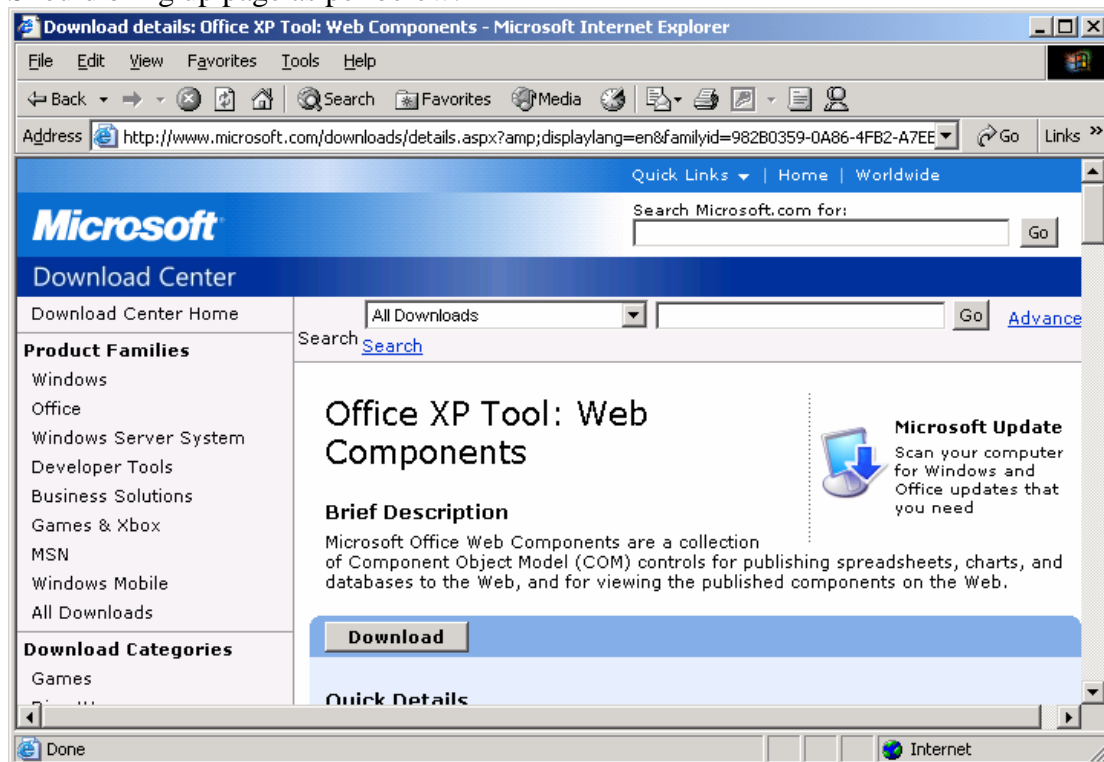 Download details: Office XP Tool: Web Components - Microsoft Internet Explorer
File Edit View Favorites Tools Help
Back Search Favorites Media
Address http://www.microsoft.com/downloads/details.aspx?amp;displaylang=en&familyid=982B0359-0A86-4FB2-A7EE Go Links »
Quick Links | Home | Worldwide
Microsoft
Search Microsoft.com for:
Go
Download Center
Download Center Home
Product Families
Windows
Office
Windows Server System
Developer Tools
Business Solutions
Games & Xbox
MSN
Windows Mobile
All Downloads
Download Categories
Games
All Downloads Go Advance
Search Search
Office XP Tool: Web
Components
Microsoft Update
Scan your computer
for Windows and
Office updates that
you need
Brief Description
Microsoft Office Web Components are a collection
of Component Object Model (COM) controls for publishing spreadsheets, charts, and
databases to the Web, and for viewing the published components on the Web.
Download
Quick Details
Done Internet